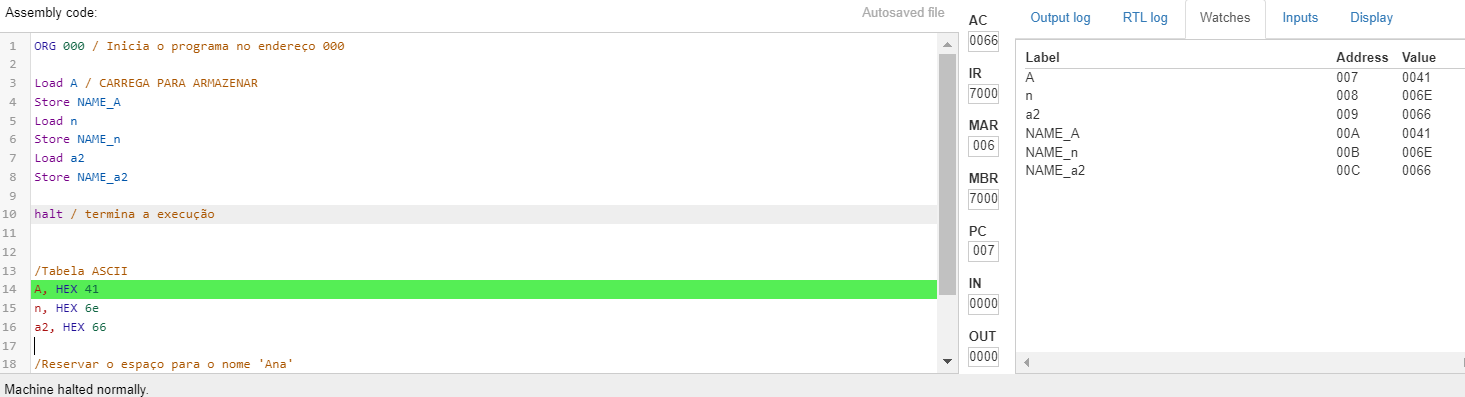 Assembly code:
Autosaved file
1 ORG 000 / Inicia o programa no endereço 000
2
3 Load A / CARREGA PARA ARMAZENAR
4 Store NAME_A
5 Load n
6 Store NAME_n
7 Load a2
8 Store NAME_a2
9
10 halt / termina a execução
11
12
13 /Tabela ASCII
14 A, HEX 41
15 n, HEX 6e
16 a2, HEX 66
17
18 /Reservar o espaço para o nome 'Ana'
AC
0066
IR
7000
MAR
006
MBR
7000
PC
007
IN
0000
OUT
0000
Output log RTL log Watches Inputs Display
Label Address Value
A 007 0041
n 008 006E
a2 009 0066
NAME_A 00A 0041
NAME_n 00B 006E
NAME_a2 00C 0066
Machine halted normally.